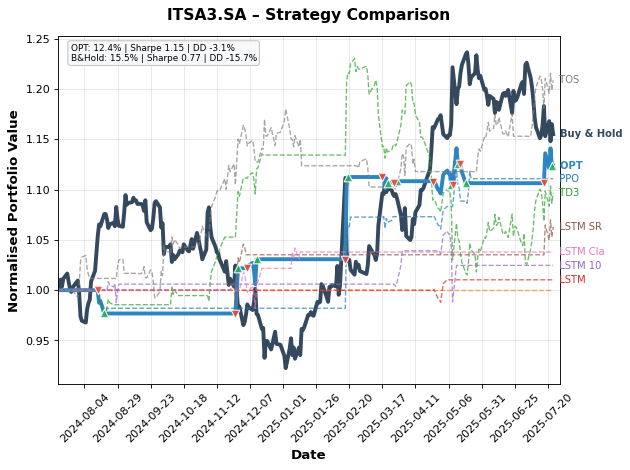 ITSA3.SA – Strategy Comparison
OPT: 12.4% | Sharpe 1.15 | DD -3.1%
B&Hold: 15.5% | Sharpe 0.77 | DD -15.7%
Normalised Portfolio Value
1.25
1.20
1.15
1.10
1.05
1.00
0.95
TOS
Buy & Hold
OPT
PPO
TD3
LSTM SR
LSTM Cla
LSTM 10
LSTM
2024-08-04
2024-08-29
2024-09-23
2024-10-18
2024-11-12
2024-12-07
2025-01-01
2025-01-26
2025-02-20
2025-03-17
2025-04-11
2025-05-06
2025-05-31
2025-06-25
2025-07-20
Date